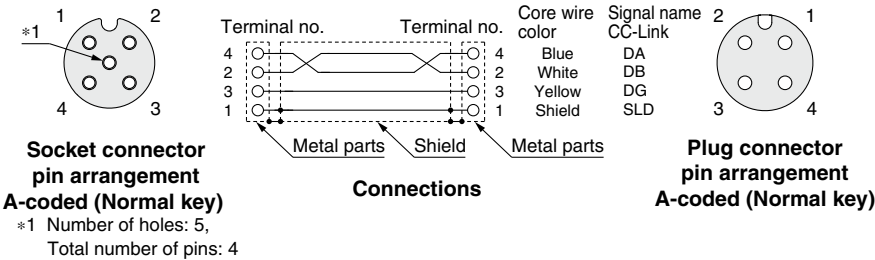 1 2
*1
4 3
Socket connector
pin arrangement
A-coded (Normal key)
*1 Number of holes: 5,
Total number of pins: 4
Terminal no. Terminal no. Core wire color Signal name CC-Link
4 4 Blue DA
2 2 White DB
3 3 Yellow DG
1 1 Shield SLD
Metal parts Shield Metal parts
Connections
2 1
3 4
Plug connector
pin arrangement
A-coded (Normal key)